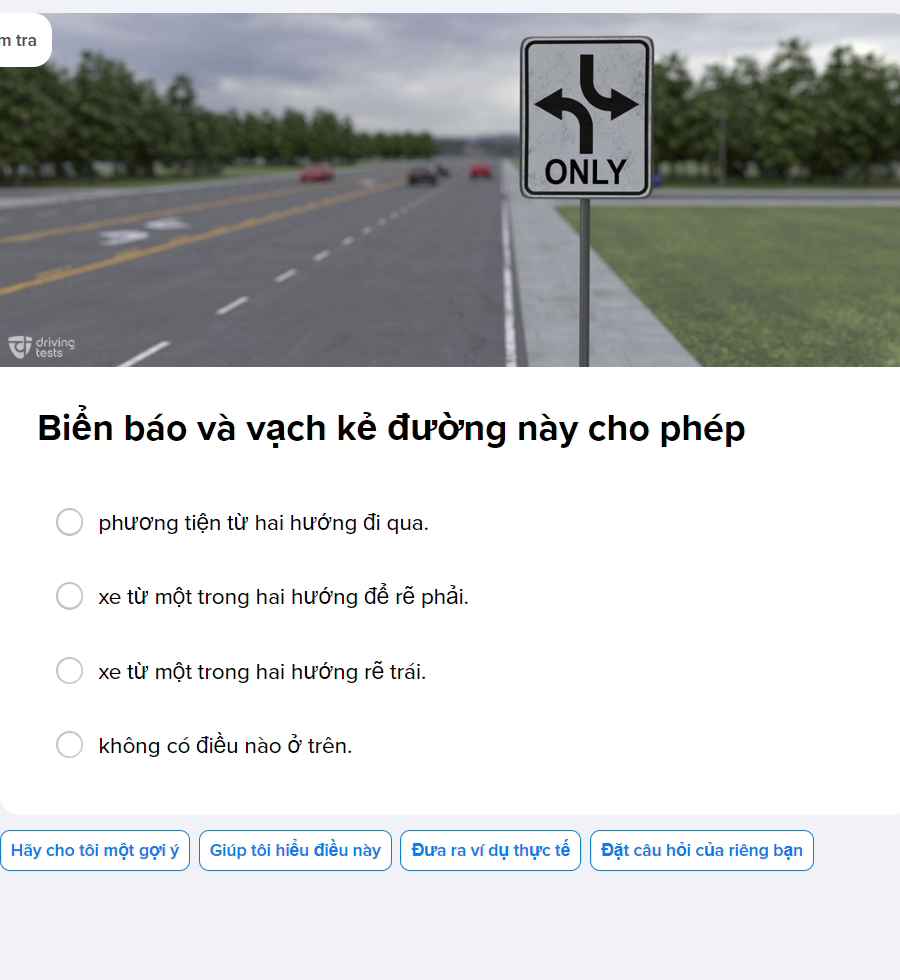 m tra
ONLY
driving
tests
Biển báo và vạch kẻ đường này cho phép
phương tiện từ hai hướng đi qua.
xe từ một trong hai hướng để rẽ phải.
xe từ một trong hai hướng rẽ trái.
không có điều nào ở trên.
Hãy cho tôi một gợi ý
Giúp tôi hiểu điều này
Đưa ra ví dụ thực tế
Đặt câu hỏi của riêng bạn